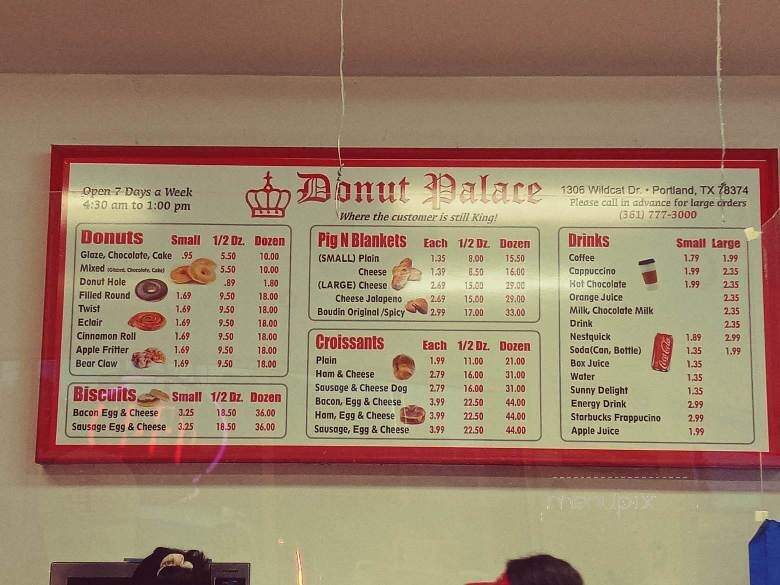 Open 7 Days a Week
4:30 am to 1:00 pm
Donut Palace
Where the customer is still King!
1306 Wildcat Dr. • Portland, TX 78374
Please call in advance for large orders
(361) 777-3000
Donuts Small 1/2 Dz. Dozen
Glaze, Chocolate, Cake .95 5.50 10.00
Mixed (Glazed, Chocolate, Cake) 5.50 10.00
Donut Hole .89 1.80
Filled Round 1.69 9.50 18.00
Twist 1.69 9.50 18.00
Eclair 1.69 9.50 18.00
Cinnamon Roll 1.69 9.50 18.00
Apple Fritter 1.69 9.50 18.00
Bear Claw 1.69 9.50 18.00
Biscuits Small 1/2 Dz. Dozen
Bacon Egg & Cheese 3.25 18.50 36.00
Sausage Egg & Cheese 3.25 18.50 36.00
Pig N Blankets Each 1/2 Dz. Dozen
(SMALL) Plain 1.35 8.00 15.50
Cheese 1.39 8.50 16.00
(LARGE) Cheese 2.69 15.00 29.00
Cheese Jalapeno 2.69 15.00 29.00
Boudin Original /Spicy 2.99 17.00 33.00
Croissants Each 1/2 Dz. Dozen
Plain 1.99 11.00 21.00
Ham & Cheese 2.79 16.00 31.00
Sausage & Cheese Dog 2.79 16.00 31.00
Bacon, Egg & Cheese 3.99 22.50 44.00
Ham, Egg & Cheese 3.99 22.50 44.00
Sausage, Egg & Cheese 3.99 22.50 44.00
Drinks Small Large
Coffee 1.79 1.99
Cappuccino 1.99 2.35
Hot Chocolate 1.99 2.35
Orange Juice 2.35
Milk, Chocolate Milk 2.35
Drink 2.35
Nestquick 1.89 2.99
Soda(Can, Bottle) 1.35 1.99
Box Juice 1.35
Water 1.35
Sunny Delight 1.35
Energy Drink 2.99
Starbucks Frappucino 2.99
Apple Juice 1.99
Coca-Cola
menupix